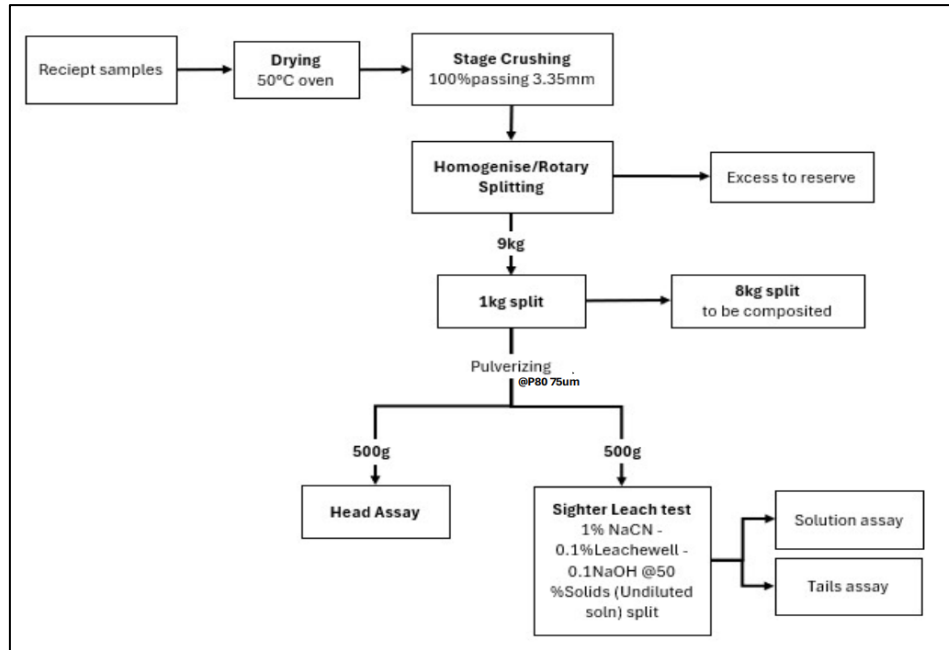 Reciept samples
Drying
50°C oven
Stage Crushing
100%passing 3.35mm
Homogenise/Rotary
Splitting
Excess to reserve
9kg
1kg split
8kg split
to be composited
Pulverizing
@P80 75um
500g
500g
Head Assay
Sighter Leach test
1% NaCN -
0.1%Leachewell -
0.1NaOH @50
%Solids (Undiluted
soln) split
Solution assay
Tails assay